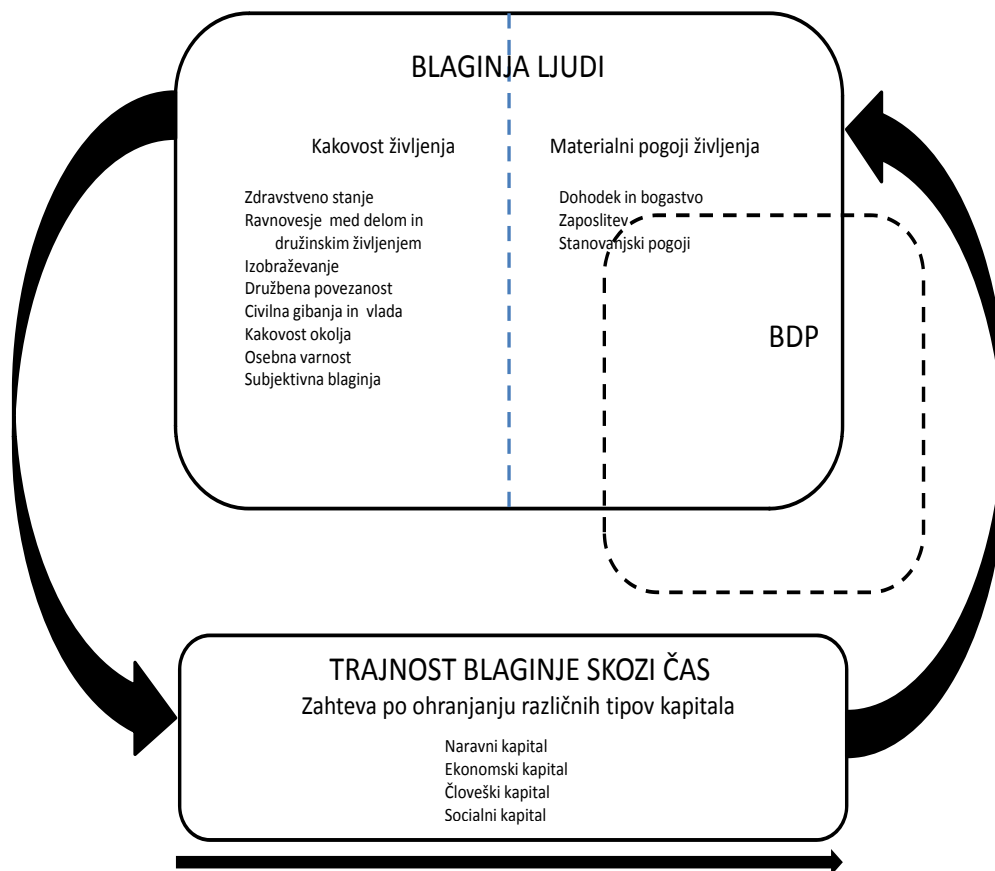 BLAGINJA LJUDI
Kakovost življenja
Zdravstveno stanje
Ravnovesje med delom in
družinskim življenjem
Izobraževanje
Družbena povezanost
Civilna gibanja in vlada
Kakovost okolja
Osebna varnost
Subjektivna blaginja
Materialni pogoji življenja
Dohodek in bogastvo
Zaposlitev
Stanovanjski pogoji
BDP
TRAJNOST BLAGINJE SKOZI ČAS
Zahteva po ohranjanju različnih tipov kapitala
Naravni kapital
Ekonomski kapital
Človeški kapital
Socialni kapital